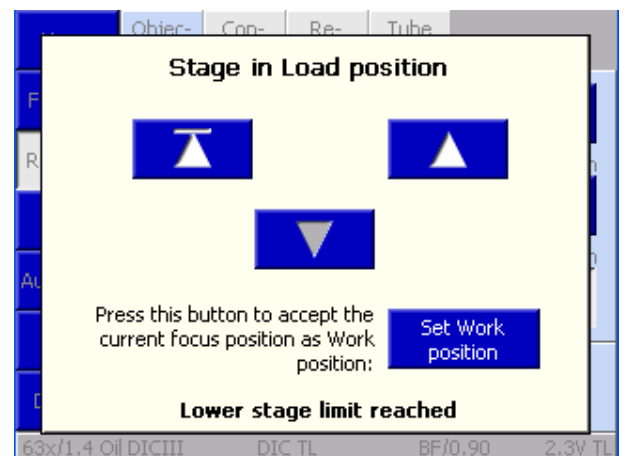 Objec- Con- Re- Tube
Stage in Load position
Press this button to accept the
current focus position as Work
position:
Set Work
position
Lower stage limit reached
63x/1.4 Oil DICIII DIC TL BF/0.90 2.3V TL